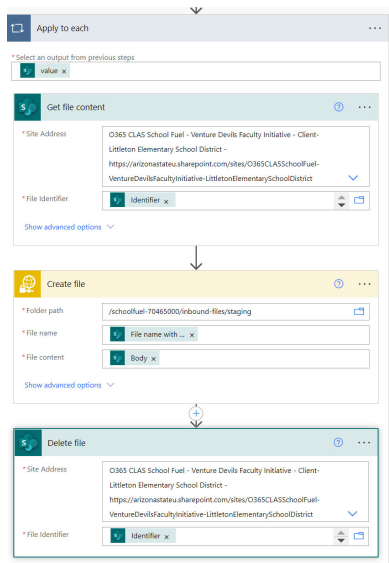 Apply to each
* Select an output from previous steps
value x
Get file content
* Site Address
O365 CLAS School Fuel - Venture Devils Faculty Initiative - Client-
Littleton Elementary School District -
https://arizonastateu.sharepoint.com/sites/O365CLASSchoolFuel-
VentureDevilsFacultyInitiative-LittletonElementarySchoolDistrict
* File Identifier
Identifier x
Show advanced options
Create file
* Folder path
/schoolfuel-70465000/inbound-files/staging
* File name
File name with ... x
* File content
Body x
Show advanced options
Delete file
* Site Address
O365 CLAS School Fuel - Venture Devils Faculty Initiative - Client-
Littleton Elementary School District -
https://arizonastateu.sharepoint.com/sites/O365CLASSchoolFuel-
VentureDevilsFacultyInitiative-LittletonElementarySchoolDistrict
* File Identifier
Identifier x